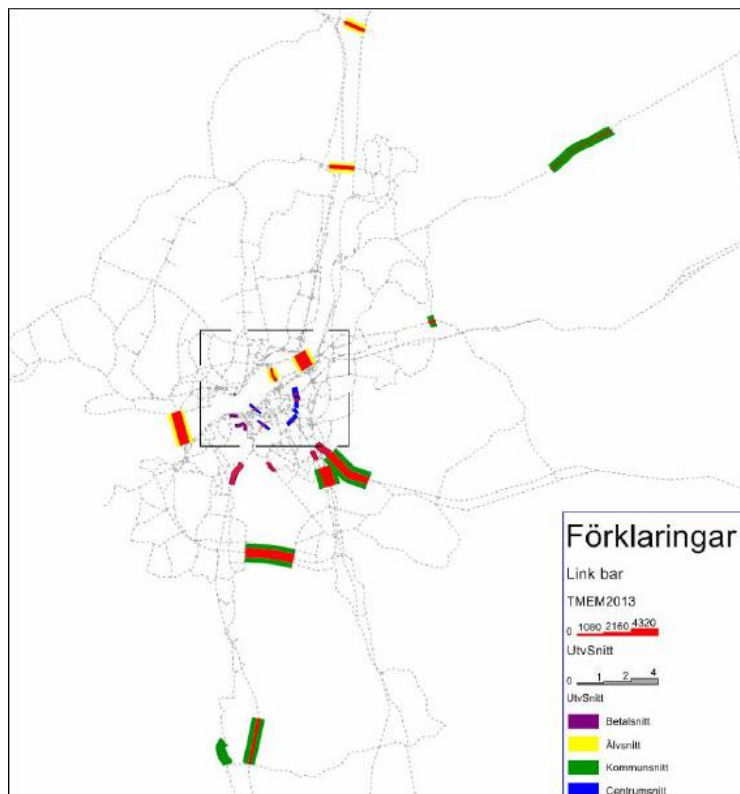 Förklaringar
Link bar
TMEM2013
0 1080 2160 4320
UtvSnitt
0 1 2 4
UtvSnitt
Betalsnitt
Älvsnitt
Kommunsnitt
Centrumsnitt